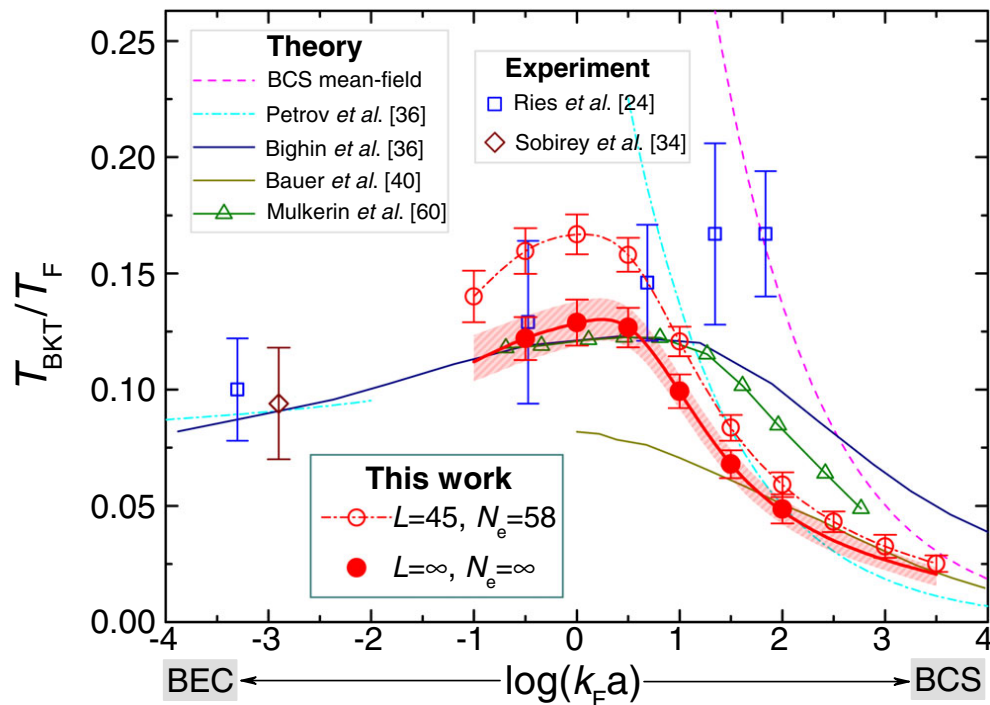 0.25
0.20
0.15
0.10
0.05
0.00
T_BKT/T_F
Theory
BCS mean-field
Petrov et al. [36]
Bighin et al. [36]
Bauer et al. [40]
Mulkerin et al. [60]
Experiment
Ries et al. [24]
Sobirey et al. [34]
This work
L=45, N_e=58
L=∞, N_e=∞
-4 -3 -2 -1 0 1 2 3 4
BEC log(k_Fa) BCS